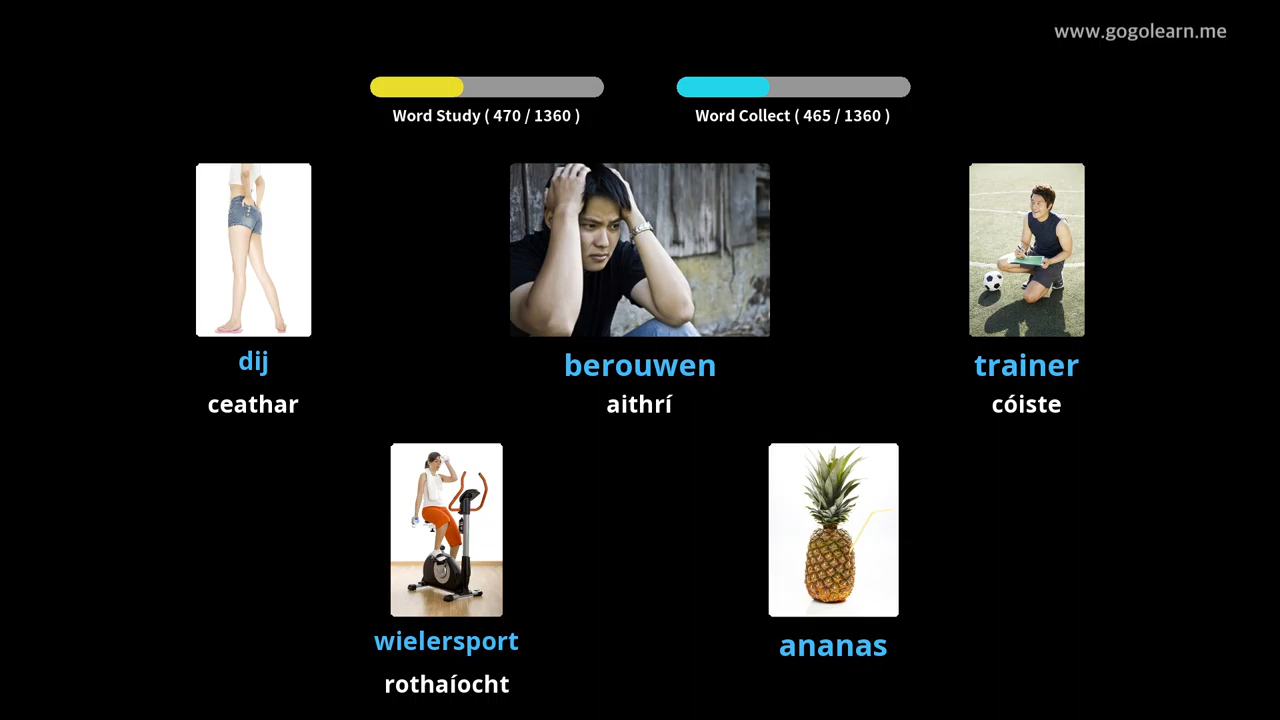 www.gogolearn.me
Word Study ( 470 / 1360 )
Word Collect ( 465 / 1360 )
dij
berouwen
trainer
ceathar
aithrí
cóiste
wielersport
ananas
rothaíocht